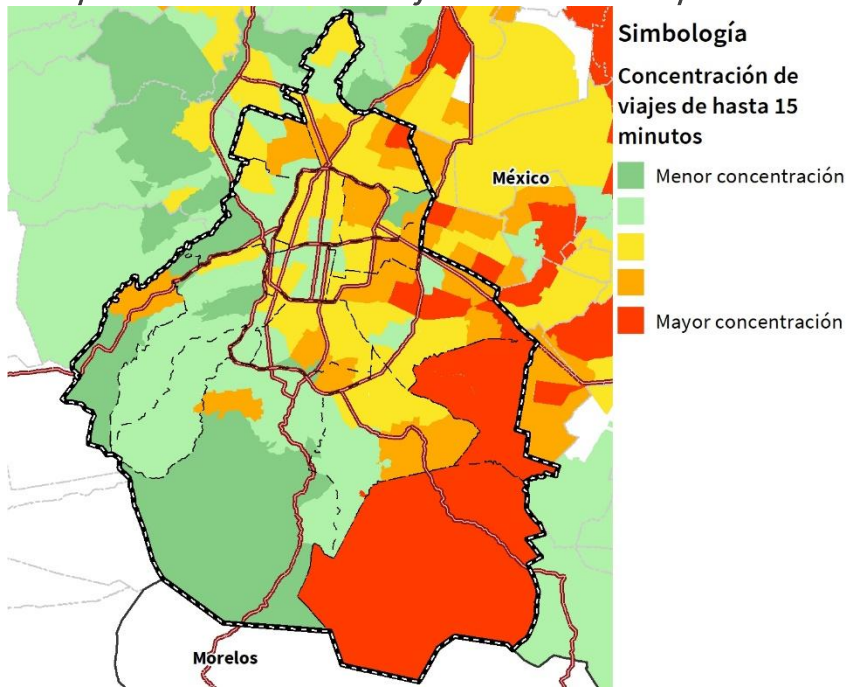 Simbología
Concentración de
viajes de hasta 15
minutos
Menor concentración
Mayor concentración
México
Morelos